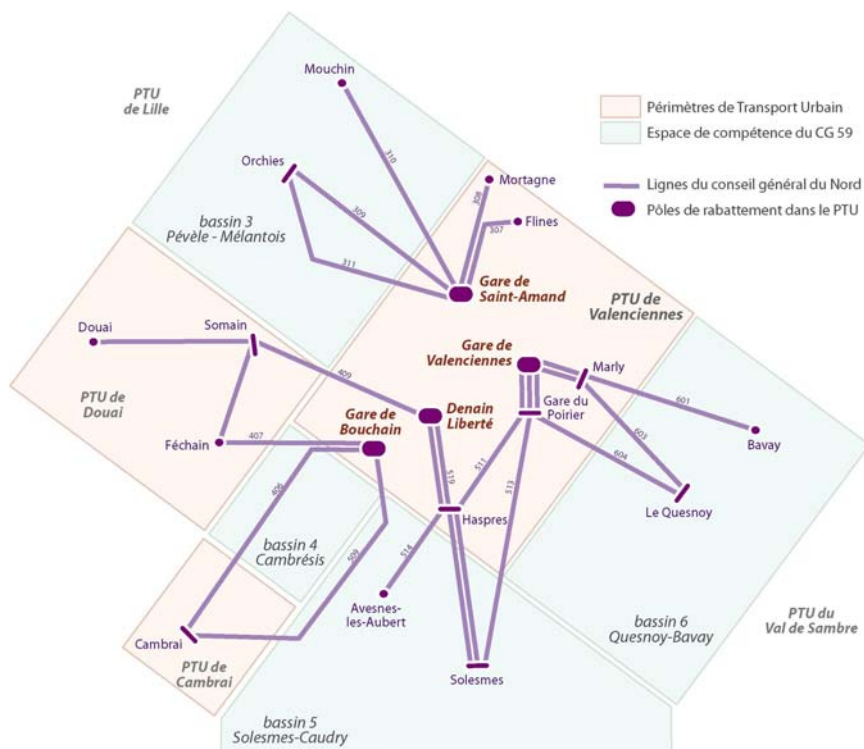 Mouchin
PTU
de Lille
Périmètres de Transport Urbain
Espace de compétence du CG 59
Orchies
310
Mortagne
Lignes du conseil général du Nord
308
309
Pôles de rabattement dans le PTU
bassin 3
Pévèle - Mélantois
Flines
307
311
Gare de
Saint-Amand
PTU de
Valenciennes
Douai
Somain
Gare de
Valenciennes
Marly
409
PTU de
Douai
601
Gare de
Bouchain
Denain
Liberté
Gare du
Poirier
603
Bavay
Féchain
407
604
511
519
513
406
Le Quesnoy
Haspres
bassin 4
Cambrésis
509
514
Avesnes-
les-Aubert
bassin 6
Quesnoy-Bavay
PTU du
Val de Sambre
Cambrai
PTU de
Cambrai
Solesmes
bassin 5
Solesmes-Caudry